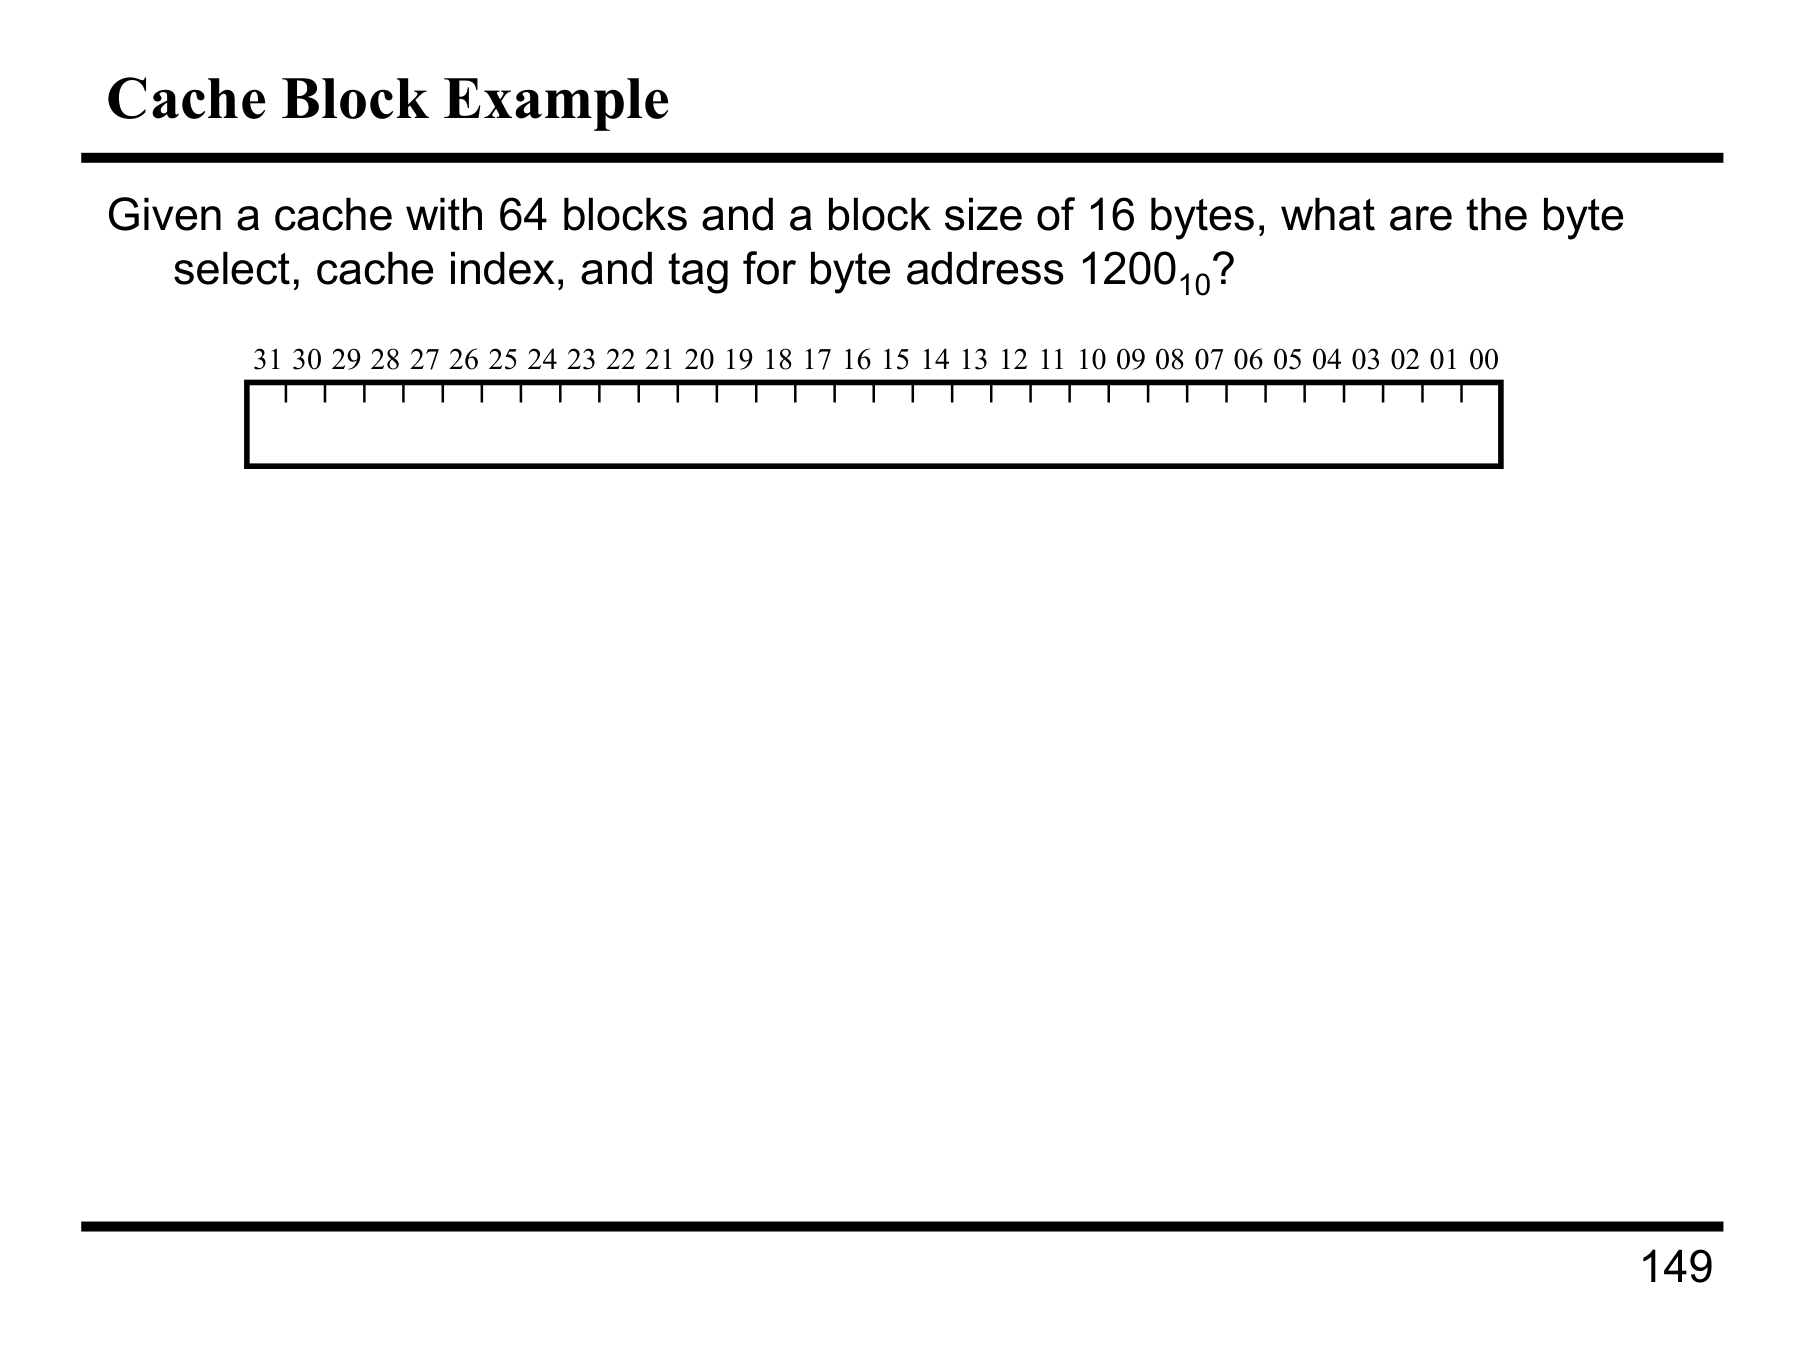 Cache Block Example
Given a cache with 64 blocks and a block size of 16 bytes, what are the byte
select, cache index, and tag for byte address 1200₁₀?
31 30 29 28 27 26 25 24 23 22 21 20 19 18 17 16 15 14 13 12 11 10 09 08 07 06 05 04 03 02 01 00
149